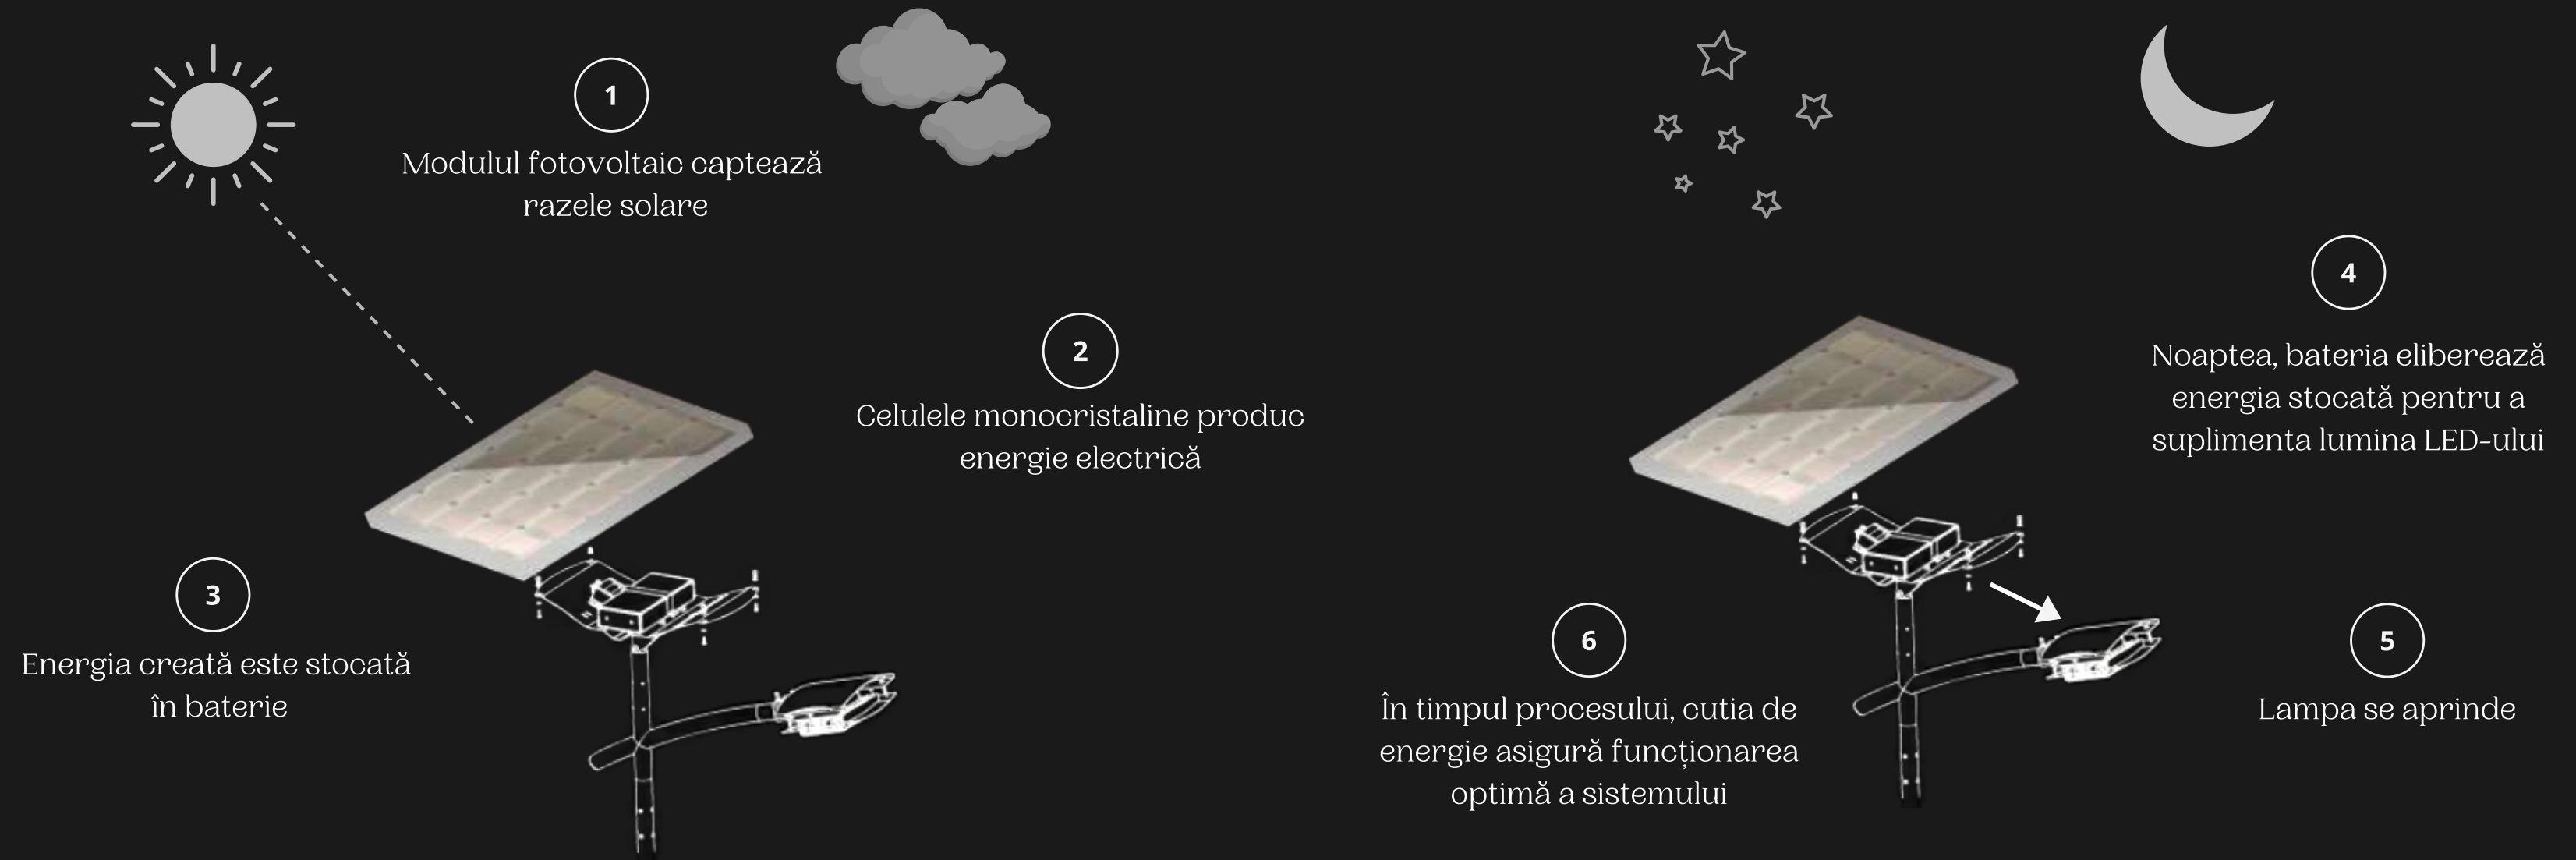 1
Modulul fotovoltaic captează
razele solare
2
Celulele monocristaline produc
energie electrică
3
Energia creată este stocată
în baterie
4
Noaptea, bateria eliberează
energia stocată pentru a
suplimenta lumina LED-ului
5
Lampa se aprinde
6
În timpul procesului, cutia de
energie asigură funcționarea
optimă a sistemului